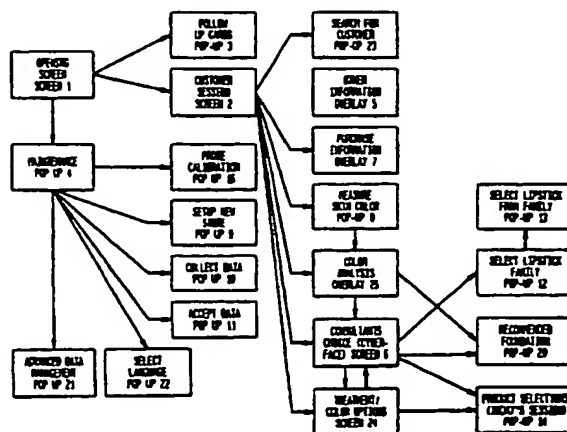 FOLLOW
UP CARDS
POP-UP 3
SEARCH FOR
CUSTOMER
POP-UP 23
OPENING
SCREEN
SCREEN 1
CUSTOMER
SESSION
SCREEN 2
INFORMATION
OVERLAY 5
MAINTENANCE
POP UP 4
PROBE
CALIBRATION
POP UP 16
PURCHASE
INFORMATION
OVERLAY 7
SETUP NEW
POP UP 9
MEASURE
SKIN COLOR
POP-UP 8
SELECT LIPSTICK
FROM FAMILY
POP-UP 13
COLLECT DATA
POP UP 10
COLOR
ANALYSIS
OVERLAY 25
SELECT LIPSTICK
FAMILY
POP-UP 12
ACCEPT DATA
POP UP 11
CONSULTANTS
CHOICE (CYBER-
FACE) SCREEN 6
RECOMMENDED
FOUNDATION
POP-UP 20
ADVANCED DATA
MANAGEMENT
POP UP 21
SELECT
LANGUAGE
POP UP 22
TREATMENT/
COLOR OPTIONS
SCREEN 24
PRODUCT SELECTIONS
SESSION
POP-UP 14